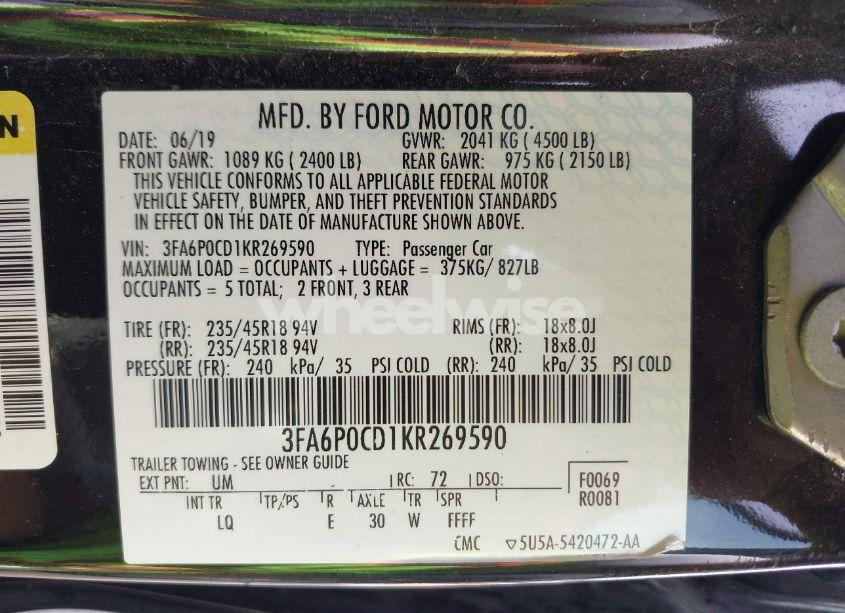 N
MFD. BY FORD MOTOR CO.
DATE: 06/19 GVWR: 2041 KG ( 4500 LB)
FRONT GAWR: 1089 KG ( 2400 LB) REAR GAWR: 975 KG ( 2150 LB)
THIS VEHICLE CONFORMS TO ALL APPLICABLE FEDERAL MOTOR
VEHICLE SAFETY, BUMPER, AND THEFT PREVENTION STANDARDS
IN EFFECT ON THE DATE OF MANUFACTURE SHOWN ABOVE.
VIN: 3FA6P0CD1KR269590 TYPE: Passenger Car
MAXIMUM LOAD = OCCUPANTS + LUGGAGE = 375KG/ 827LB
OCCUPANTS = 5 TOTAL; 2 FRONT, 3 REAR
wheelwise
TIRE (FR): 235/45R18 94V RIMS (FR): 18x8.0J
(RR): 235/45R18 94V (RR): 18x8.0J
PRESSURE (FR): 240 kPa/ 35 PSI COLD (RR): 240 kPa/ 35 PSI COLD
3FA6P0CD1KR269590
TRAILER TOWING - SEE OWNER GUIDE
EXT PNT: UM RC: 72 DSO: F0069
INT TR TP/PS R AXLE TR SPR R0081
LQ E 30 W FFFF
CMC ▽5U5A-5420472-AA